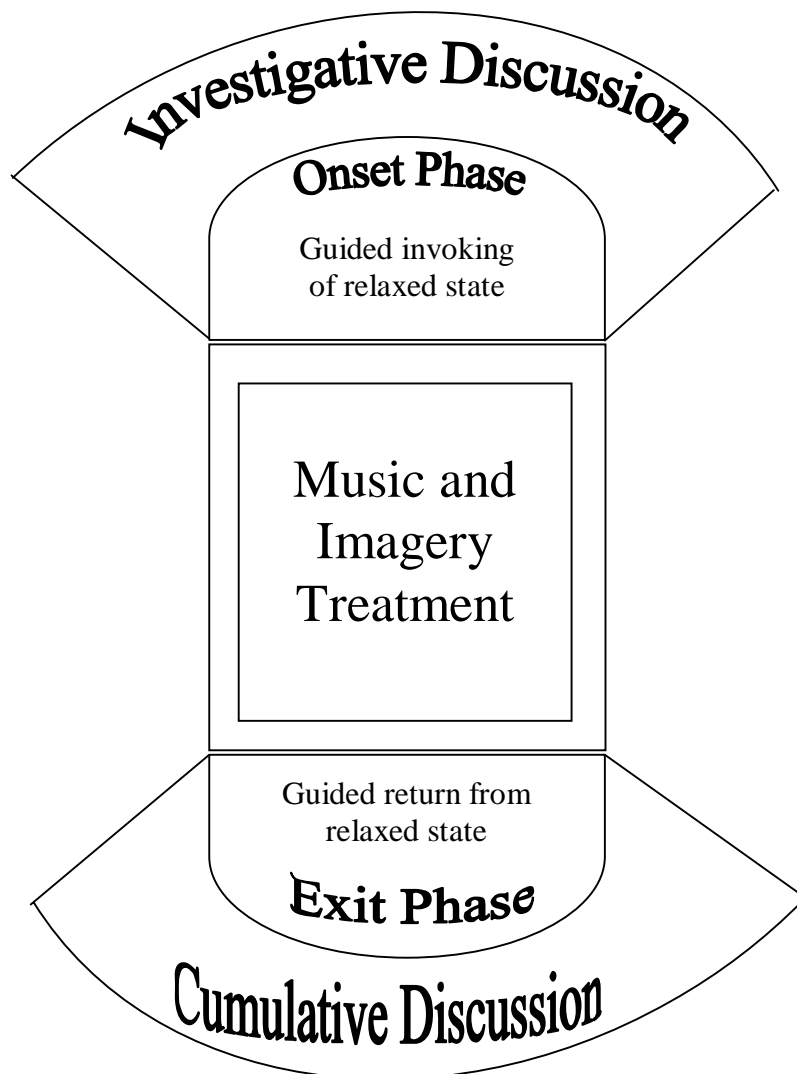 Investigative Discussion
Onset Phase
Guided invoking
of relaxed state
Music and
Imagery
Treatment
Guided return from
relaxed state
Exit Phase
Cumulative Discussion